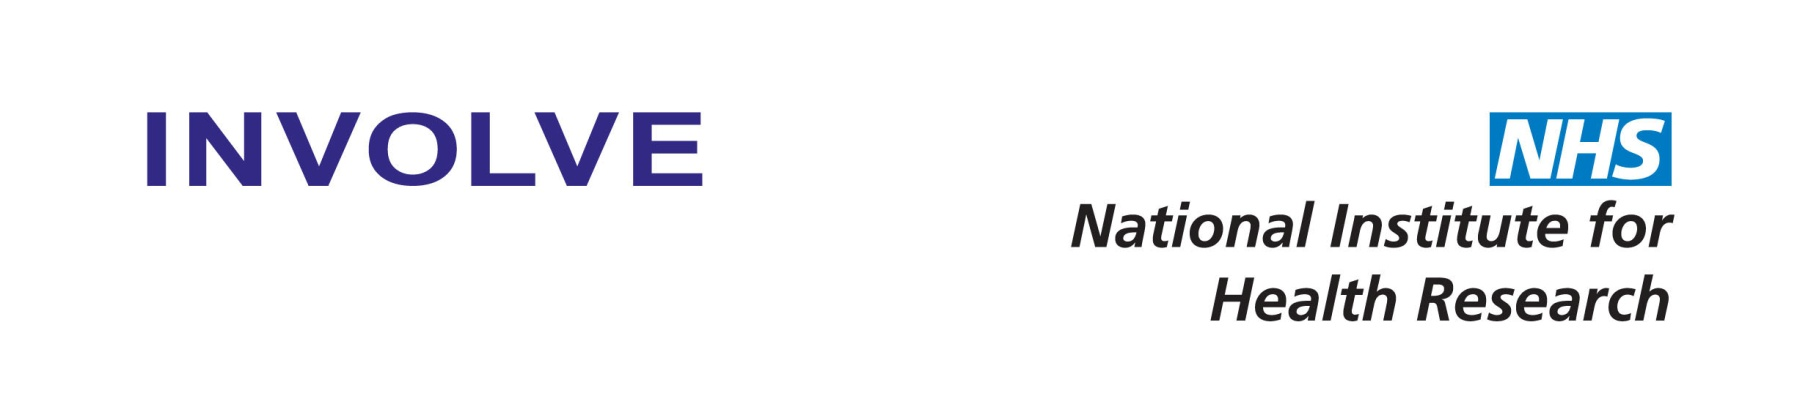 INVOLVE
NHS
National Institute for
Health Research